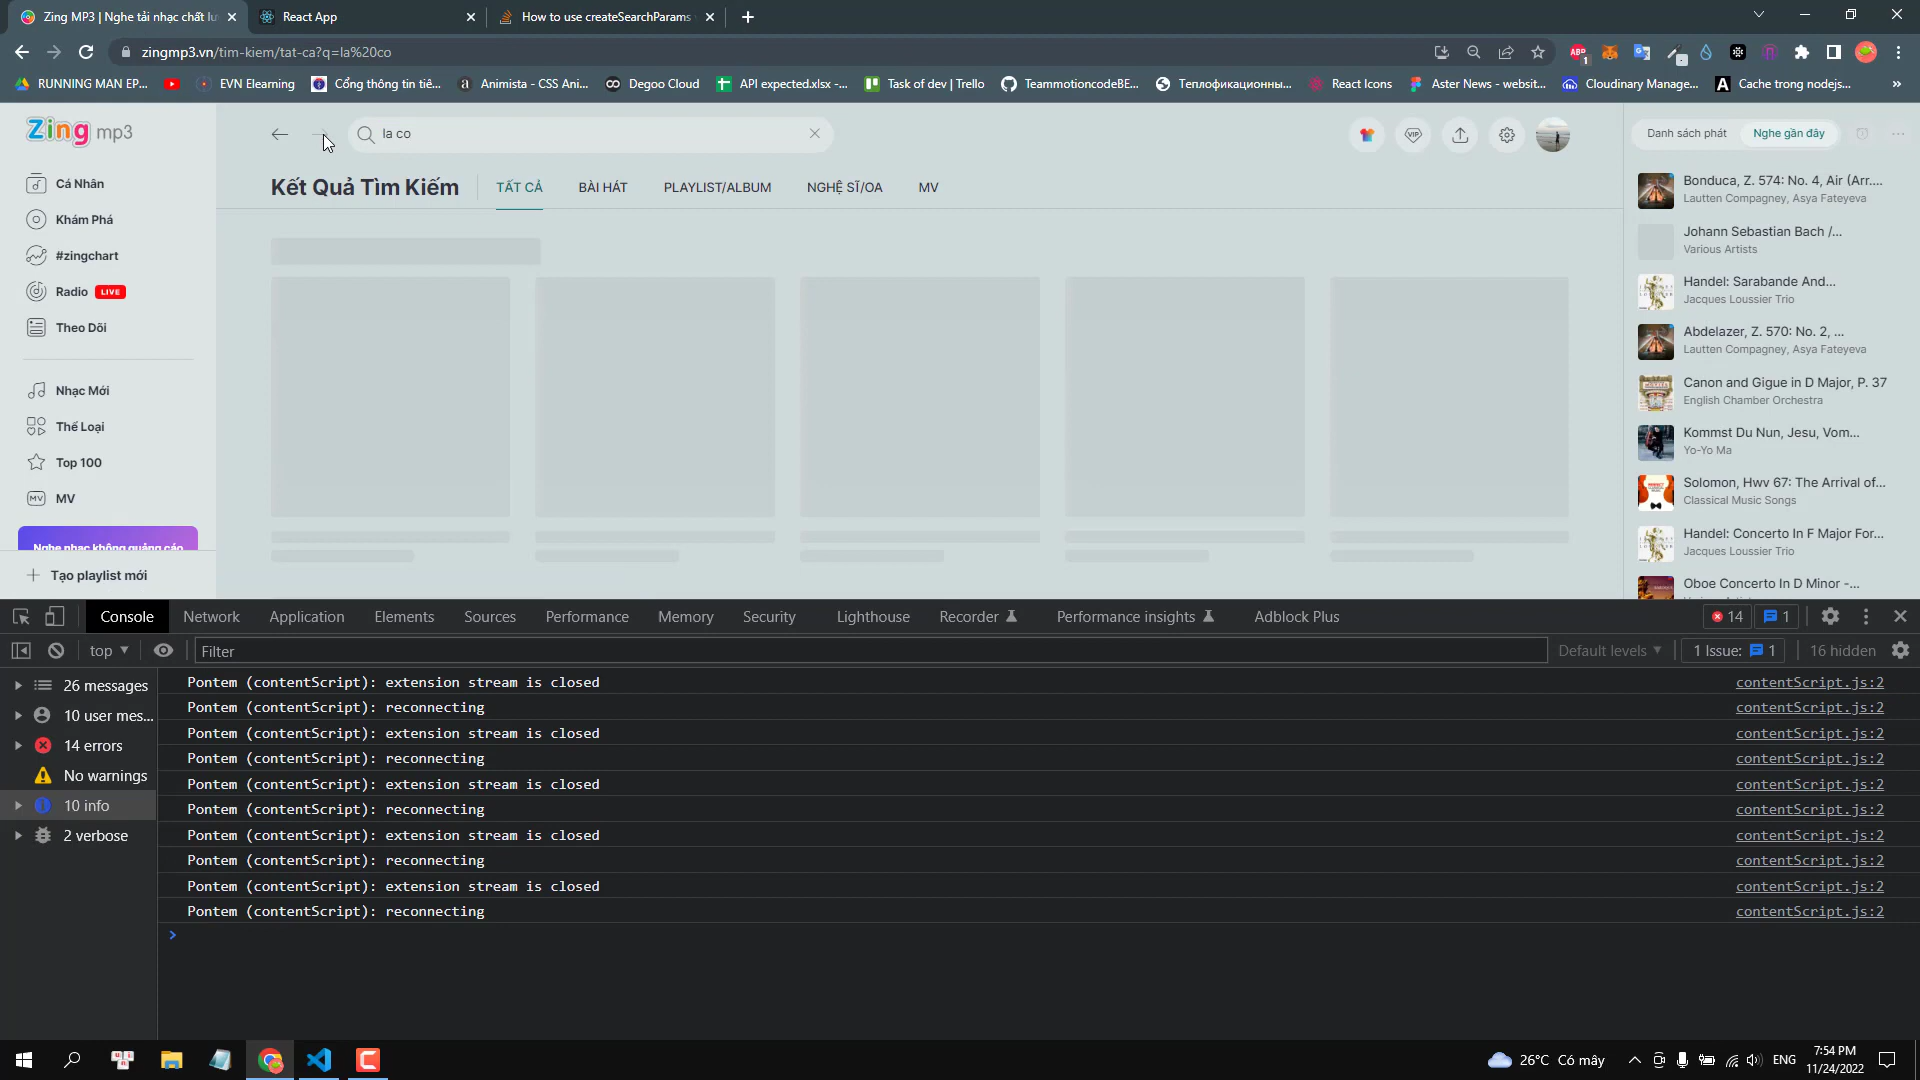 Zing MP3 | Nghe tải nhạc chất lư
React App
How to use createSearchParams
zingmp3.vn/tim-kiem/tat-ca?q=la%20co
ABP
1
RUNNING MAN EP...
EVN Elearning
Cổng thông tin tiê...
Animista - CSS Ani...
Degoo Cloud
API expected.xlsx -...
Task of dev | Trello
TeammotioncodeBE...
Теплофикационны...
React Icons
Aster News - websit...
Cloudinary Manage...
Cache trong nodejs...
Zing mp3
la co
VIP
Danh sách phát
Nghe gần đây
Cá Nhân
Khám Phá
#zingchart
Radio LIVE
Theo Dõi
Nhạc Mới
Thể Loại
Top 100
MV MV
Nghe nhạc không quảng cáo
Tạo playlist mới
Kết Quả Tìm Kiếm
TẤT CẢ
BÀI HÁT
PLAYLIST/ALBUM
NGHỆ SĨ/OA
MV
Bonduca, Z. 574: No. 4, Air (Arr....
Lautten Compagney, Asya Fateyeva
Johann Sebastian Bach /...
Various Artists
Handel: Sarabande And...
Jacques Loussier Trio
Abdelazer, Z. 570: No. 2, ...
Lautten Compagney, Asya Fateyeva
Canon and Gigue in D Major, P. 37
English Chamber Orchestra
Kommst Du Nun, Jesu, Vom...
Yo-Yo Ma
Solomon, Hwv 67: The Arrival of...
Classical Music Songs
Handel: Concerto In F Major For...
Jacques Loussier Trio
Oboe Concerto In D Minor -...
Console
Network
Application
Elements
Sources
Performance
Memory
Security
Lighthouse
Recorder
Performance insights
Adblock Plus
14
1
top
Filter
Default levels
1 Issue: 1
16 hidden
26 messages
10 user mes...
14 errors
No warnings
10 info
2 verbose
Pontem (contentScript): extension stream is closed contentScript.js:2
Pontem (contentScript): reconnecting contentScript.js:2
Pontem (contentScript): extension stream is closed contentScript.js:2
Pontem (contentScript): reconnecting contentScript.js:2
Pontem (contentScript): extension stream is closed contentScript.js:2
Pontem (contentScript): reconnecting contentScript.js:2
Pontem (contentScript): extension stream is closed contentScript.js:2
Pontem (contentScript): reconnecting contentScript.js:2
Pontem (contentScript): extension stream is closed contentScript.js:2
Pontem (contentScript): reconnecting contentScript.js:2
26°C Có mây
ENG
7:54 PM
11/24/2022